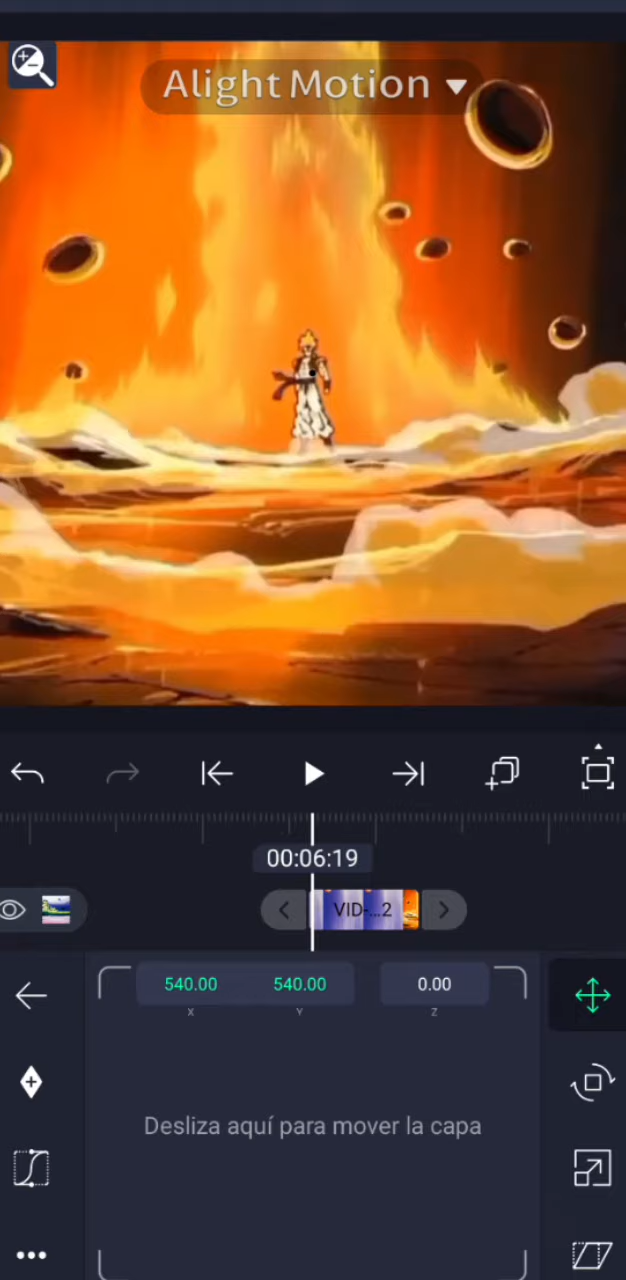 Alight Motion
00:06:19
VID-...2
540.00 540.00 0.00
X Y Z
Desliza aquí para mover la capa